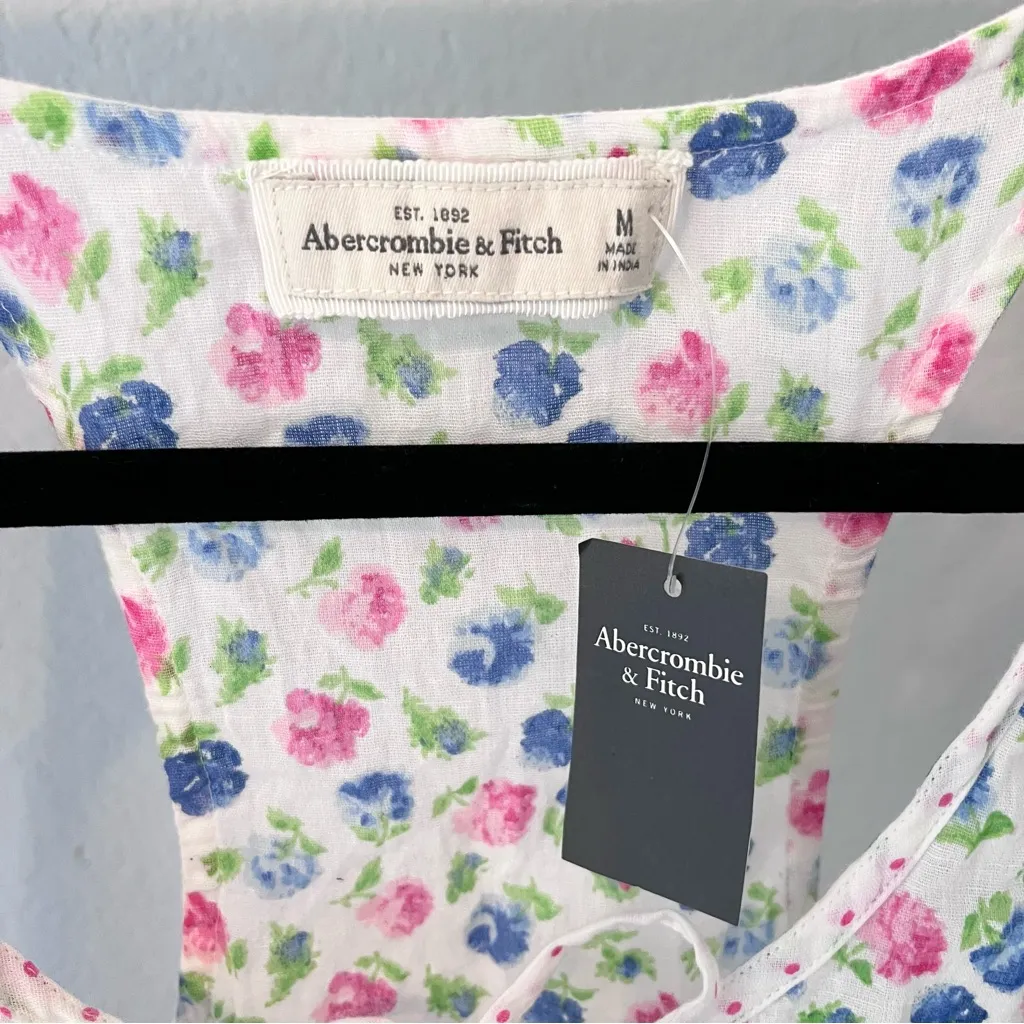 EST. 1892
Abercrombie & Fitch
NEW YORK
M
MADE
IN INDIA
EST. 1892
Abercrombie
& Fitch
NEW YORK